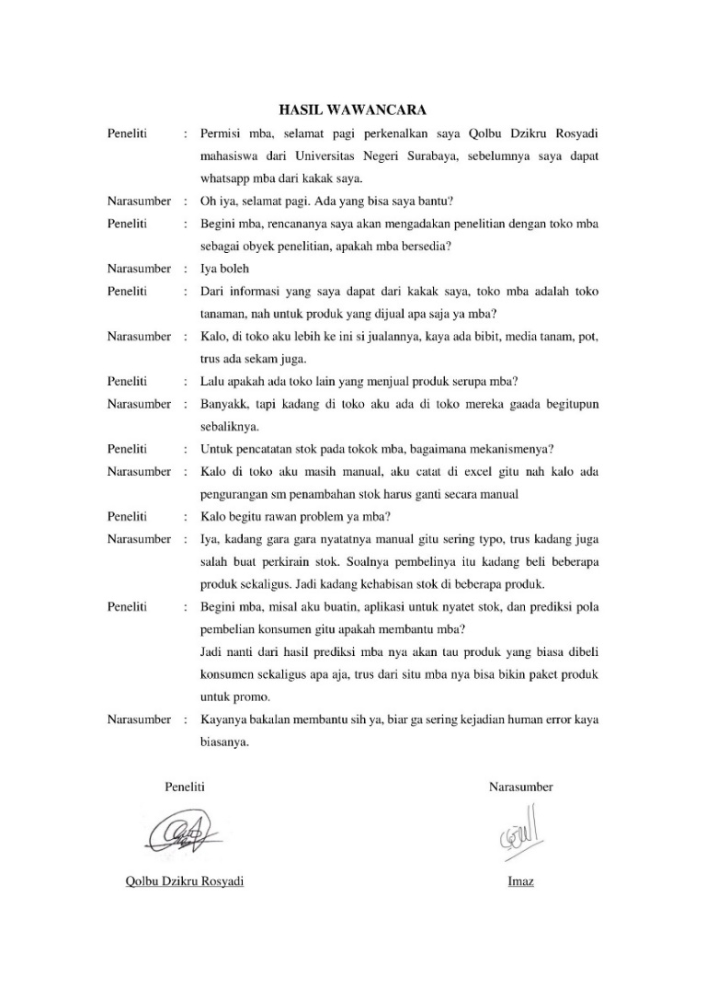 HASIL WAWANCARA
Peneliti : Permisi mba, selamat pagi perkenalkan saya Qolbu Dzikru Rosyadi
mahasiswa dari Universitas Negeri Surabaya, sebelumnya saya dapat
whatsapp mba dari kakak saya.
Narasumber : Oh iya, selamat pagi. Ada yang bisa saya bantu?
Peneliti : Begini mba, rencananya saya akan mengadakan penelitian dengan toko mba
sebagai obyek penelitian, apakah mba bersedia?
Narasumber : Iya boleh
Peneliti : Dari informasi yang saya dapat dari kakak saya, toko mba adalah toko
tanaman, nah untuk produk yang dijual apa saja ya mba?
Narasumber : Kalo, di toko aku lebih ke ini si jualannya, kaya ada bibit, media tanam, pot,
trus ada sekam juga.
Peneliti : Lalu apakah ada toko lain yang menjual produk serupa mba?
Narasumber : Banyakk, tapi kadang di toko aku ada di toko mereka gaada begitupun
sebaliknya.
Peneliti : Untuk pencatatan stok pada tokok mba, bagaimana mekanismenya?
Narasumber : Kalo di toko aku masih manual, aku catat di excel gitu nah kalo ada
pengurangan sm penambahan stok harus ganti secara manual
Peneliti : Kalo begitu rawan problem ya mba?
Narasumber : Iya, kadang gara gara nyatatnya manual gitu sering typo, trus kadang juga
salah buat perkirain stok. Soalnya pembelinya itu kadang beli beberapa
produk sekaligus. Jadi kadang kehabisan stok di beberapa produk.
Peneliti : Begini mba, misal aku buatin, aplikasi untuk nyatet stok, dan prediksi pola
pembelian konsumen gitu apakah membantu mba?
Jadi nanti dari hasil prediksi mba nya akan tau produk yang biasa dibeli
konsumen sekaligus apa aja, trus dari situ mba nya bisa bikin paket produk
untuk promo.
Narasumber : Kayanya bakalan membantu sih ya, biar ga sering kejadian human error kaya
biasanya.
Peneliti Narasumber
Qolbu Dzikru Rosyadi Imaz